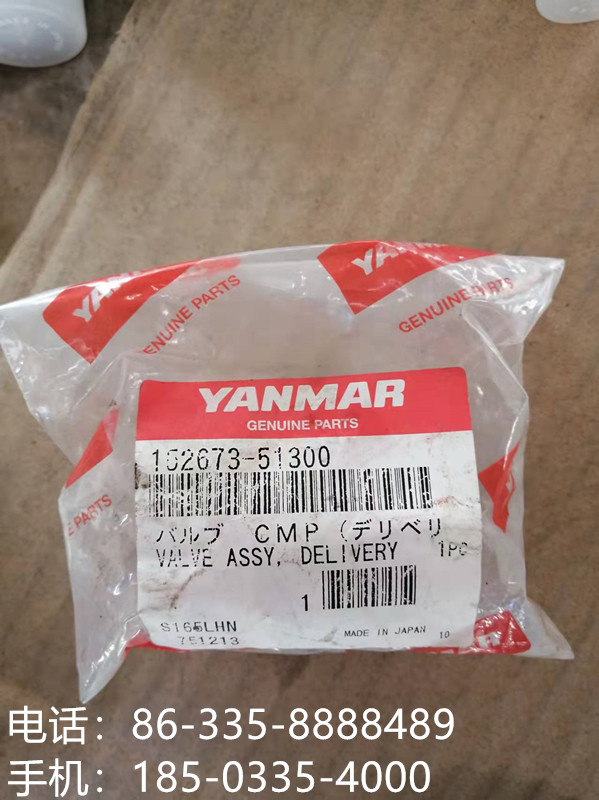 YANMAR
GENUINE PARTS
YA
GENUINE PARTS
YANMAR
GENUINE PARTS
152673-51300
バルブ CMP (デリベリ
VALVE ASSY, DELIVERY 1PC
1
S165LHN
751213
MADE IN JAPAN 10
PARTS
R
电话：86-335-8888489
手机：185-0335-4000